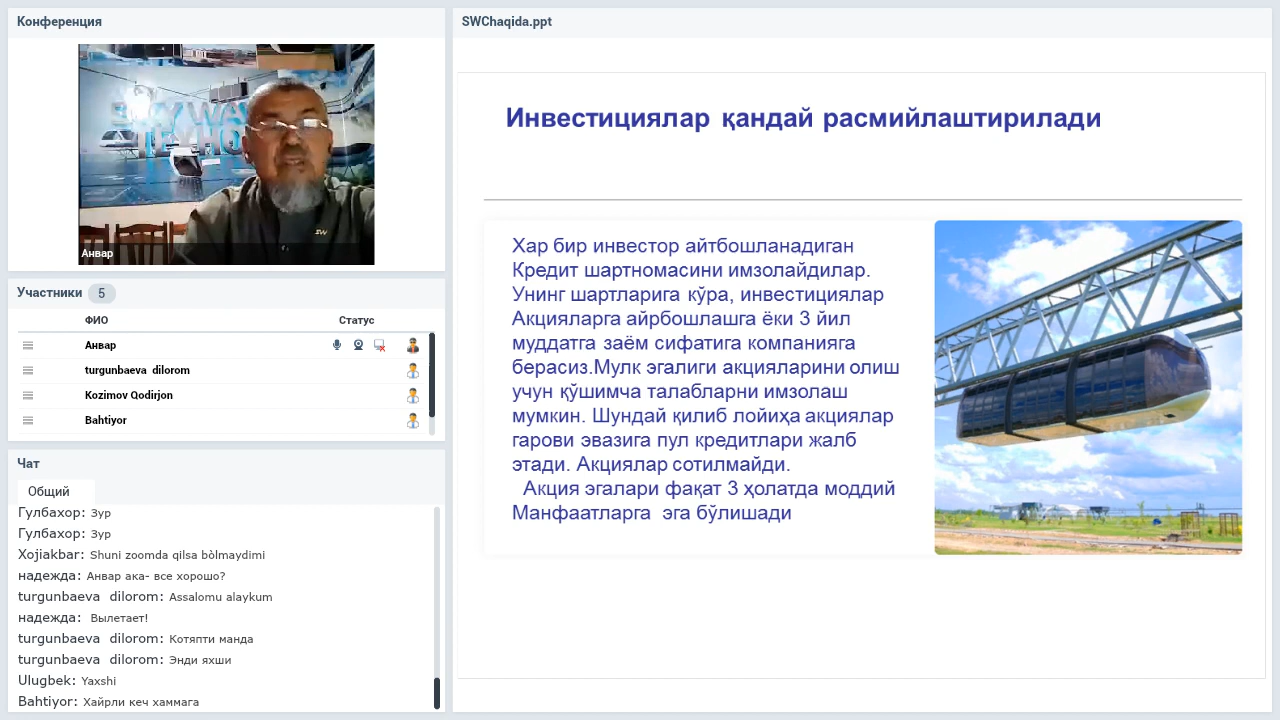 Конференция
SKYWAY
ТЕХНО
SW
Анвар
Участники 5
ФИО Статус
Анвар
turgunbaeva dilorom
Kozimov Qodirjon
Bahtiyor
Чат
Общий
Гулбахор: Зур
Гулбахор: Зур
Xojiakbar: Shuni zoomda qilsa bòlmaydimi
надежда: Анвар ака- все хорошо?
turgunbaeva dilorom: Assalomu alaykum
надежда: Вылетает!
turgunbaeva dilorom: Котяпти манда
turgunbaeva dilorom: Энди яхши
Ulugbek: Yaxshi
Bahtiyor: Хайрли кеч хаммага
SWChaqida.ppt
Инвестициялар қандай расмийлаштирилади
Хар бир инвестор айтбошланадиган
Кредит шартномасини имзолайдилар.
Унинг шартларига кўра, инвестициялар
Акцияларга айрбошлашга ёки 3 йил
муддатга заём сифатига компанияга
берасиз.Мулк эгалиги акцияларини олиш
учун қўшимча талабларни имзолаш
мумкин. Шундай қилиб лойиҳа акциялар
гарови эвазига пул кредитлари жалб
этади. Акциялар сотилмайди.
Акция эгалари фақат 3 ҳолатда моддий
Манфаатларга эга бўлишади